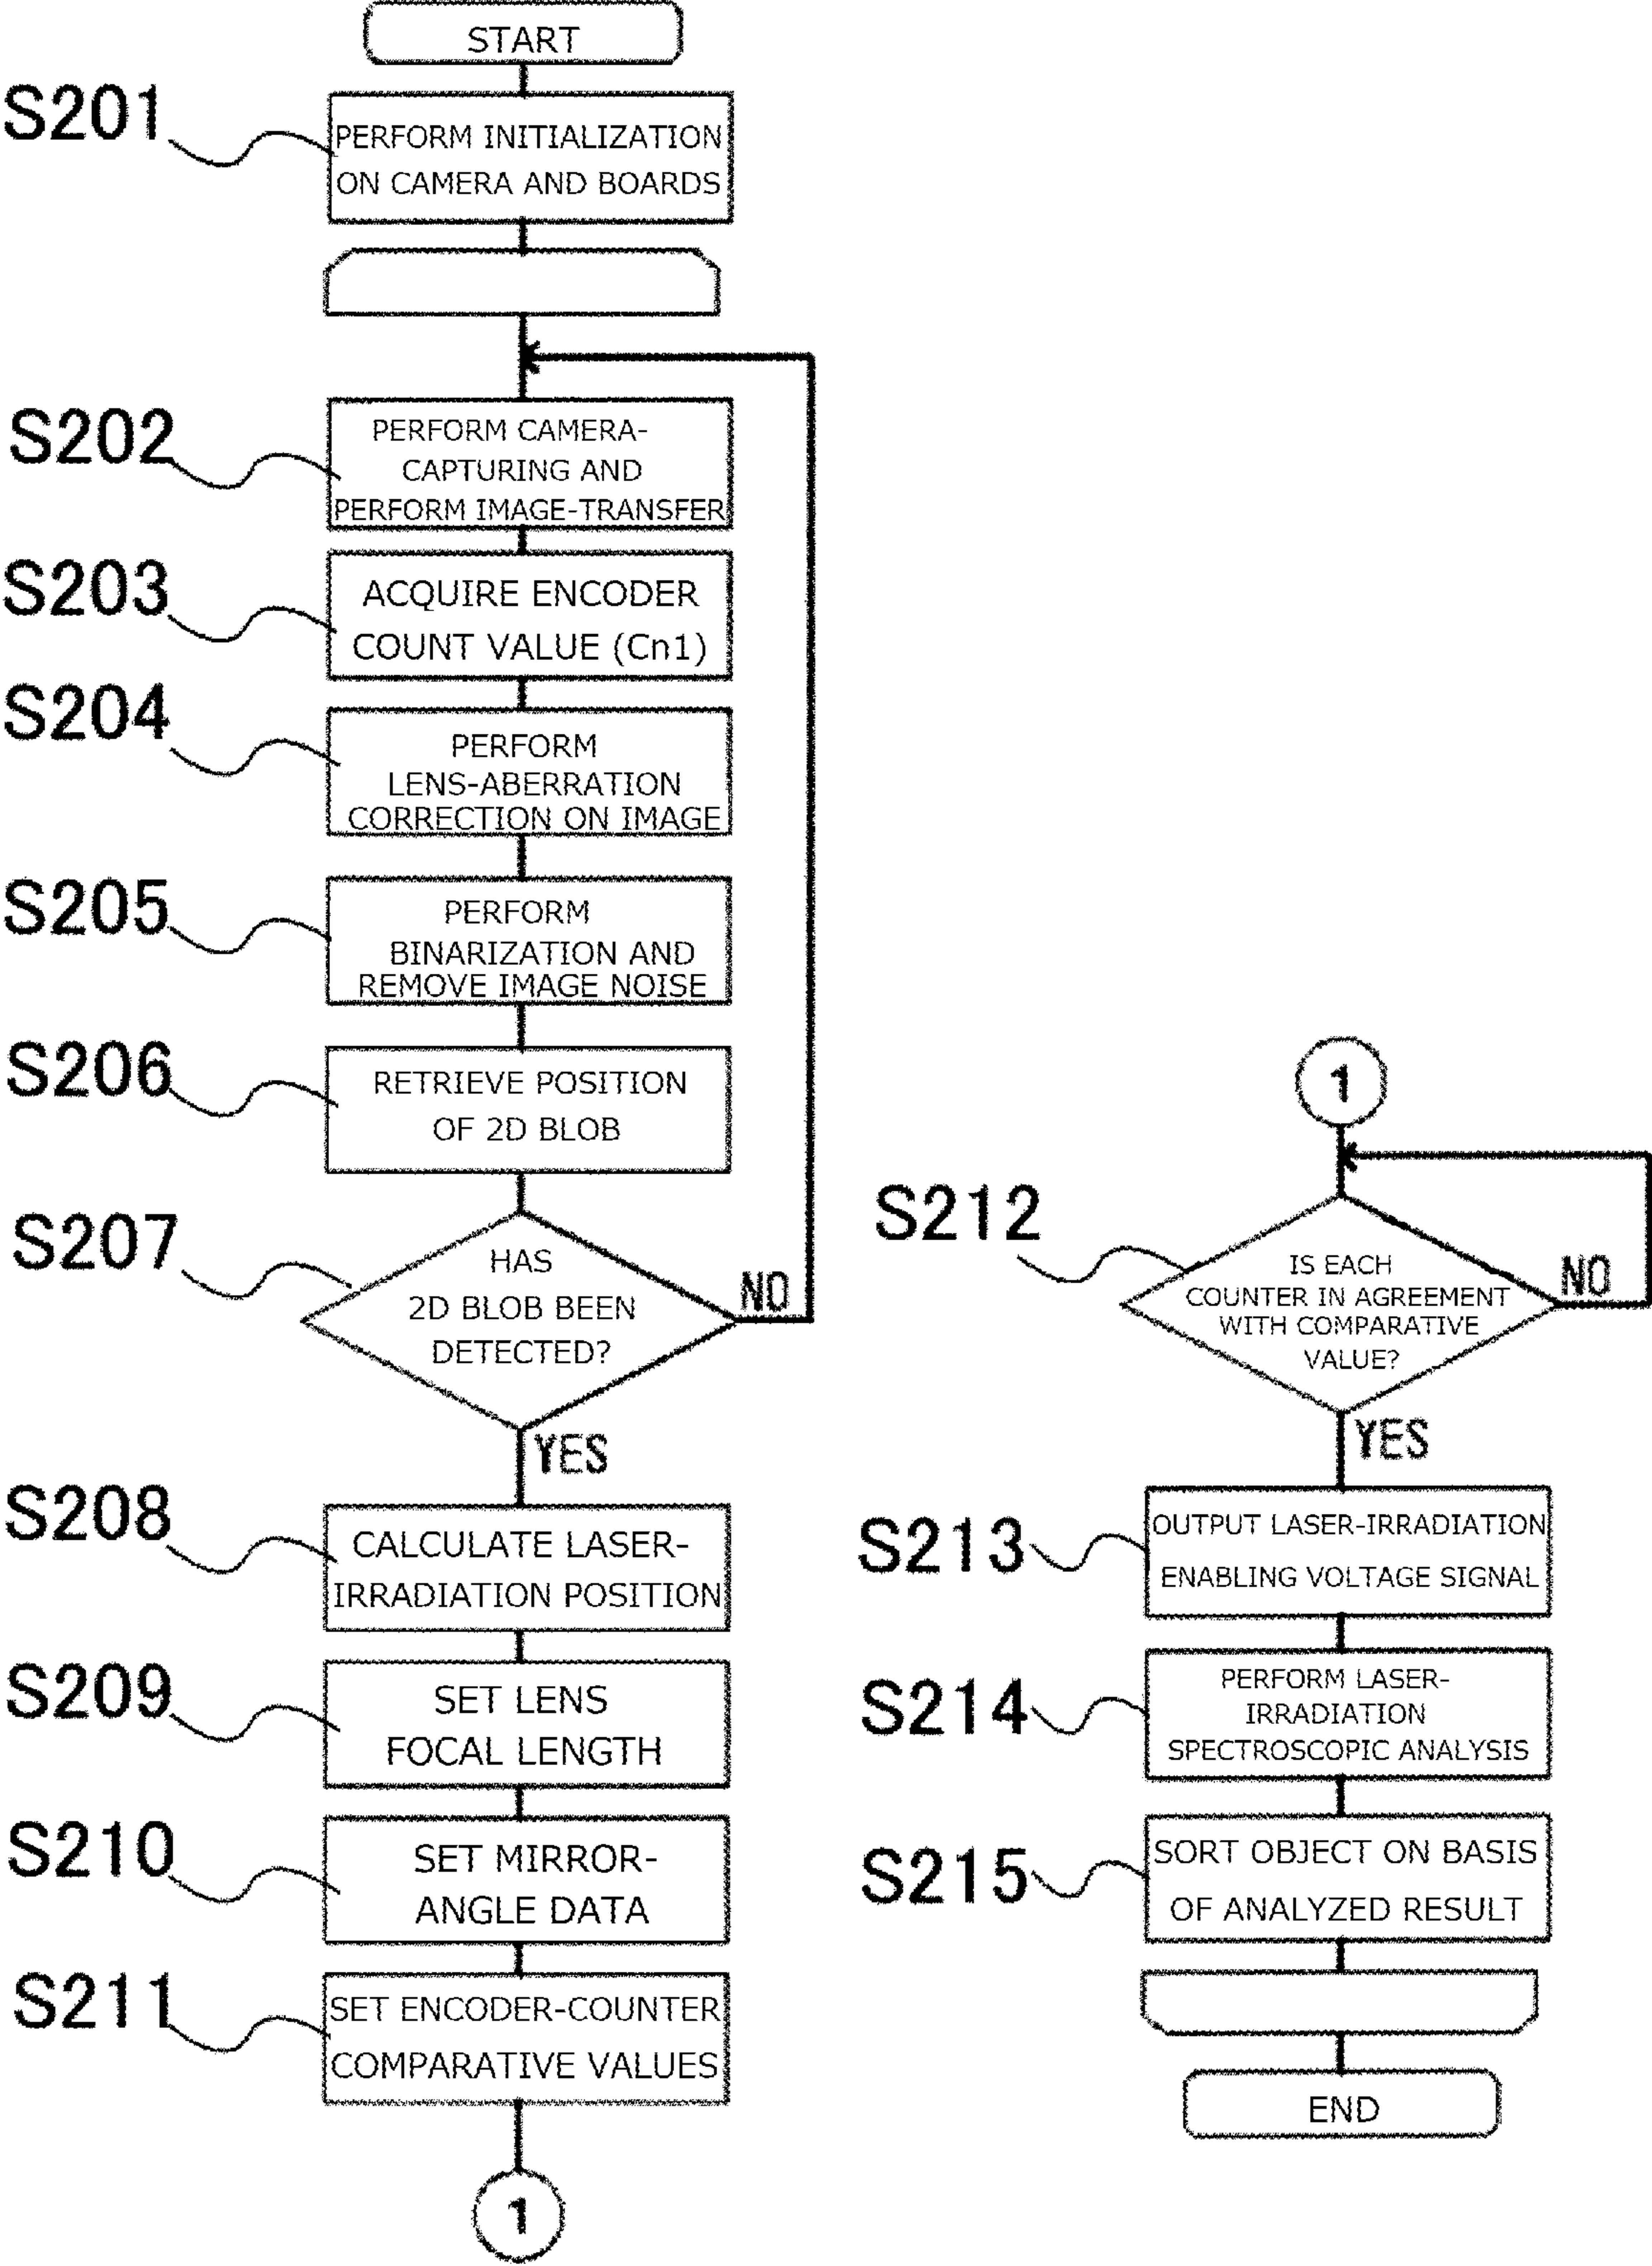 START
S201
PERFORM INITIALIZATION
ON CAMERA AND BOARDS
S202
PERFORM CAMERA-
CAPTURING AND
PERFORM IMAGE-TRANSFER
S203
ACQUIRE ENCODER
COUNT VALUE (Cn1)
S204
PERFORM
LENS-ABERRATION
CORRECTION ON IMAGE
S205
PERFORM
BINARIZATION AND
REMOVE IMAGE NOISE
S206
RETRIEVE POSITION
OF 2D BLOB
S207
HAS
2D BLOB BEEN
DETECTED?
NO
YES
S208
CALCULATE LASER-
IRRADIATION POSITION
S209
SET LENS
FOCAL LENGTH
S210
SET MIRROR-
ANGLE DATA
S211
SET ENCODER-COUNTER
COMPARATIVE VALUES
1
1
S212
IS EACH
COUNTER IN AGREEMENT
WITH COMPARATIVE
VALUE?
NO
YES
S213
OUTPUT LASER-IRRADIATION
ENABLING VOLTAGE SIGNAL
S214
PERFORM LASER-
IRRADIATION
SPECTROSCOPIC ANALYSIS
S215
SORT OBJECT ON BASIS
OF ANALYZED RESULT
END